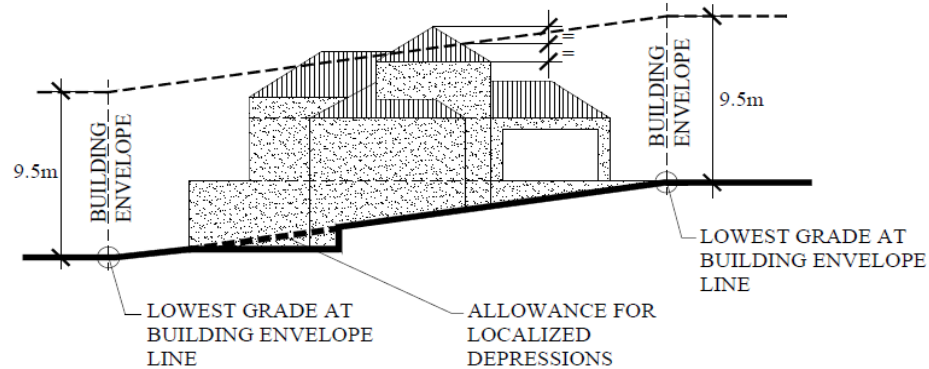 =
=
9.5m
BUILDING
ENVELOPE
BUILDING
ENVELOPE
9.5m
LOWEST GRADE AT
BUILDING ENVELOPE
LINE
ALLOWANCE FOR
LOCALIZED
DEPRESSIONS
LOWEST GRADE AT
BUILDING ENVELOPE
LINE